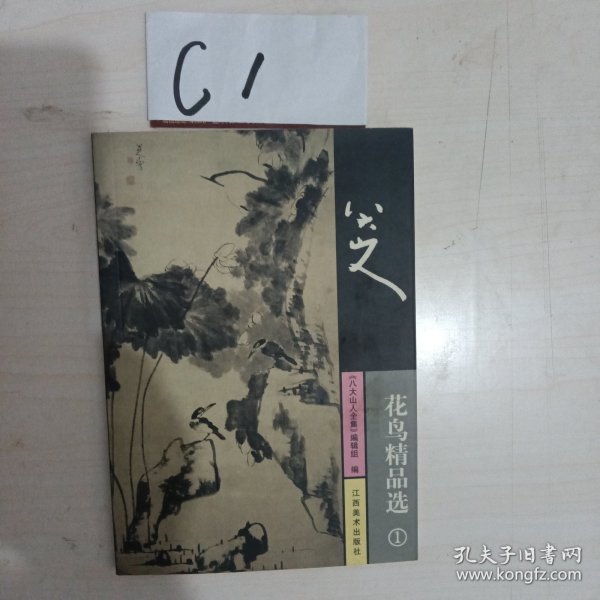 C1
八大山人
花鸟精品选
①
《八大山人全集》编辑组 编
江西美术出版社
孔夫子旧书网
www.kongfz.com